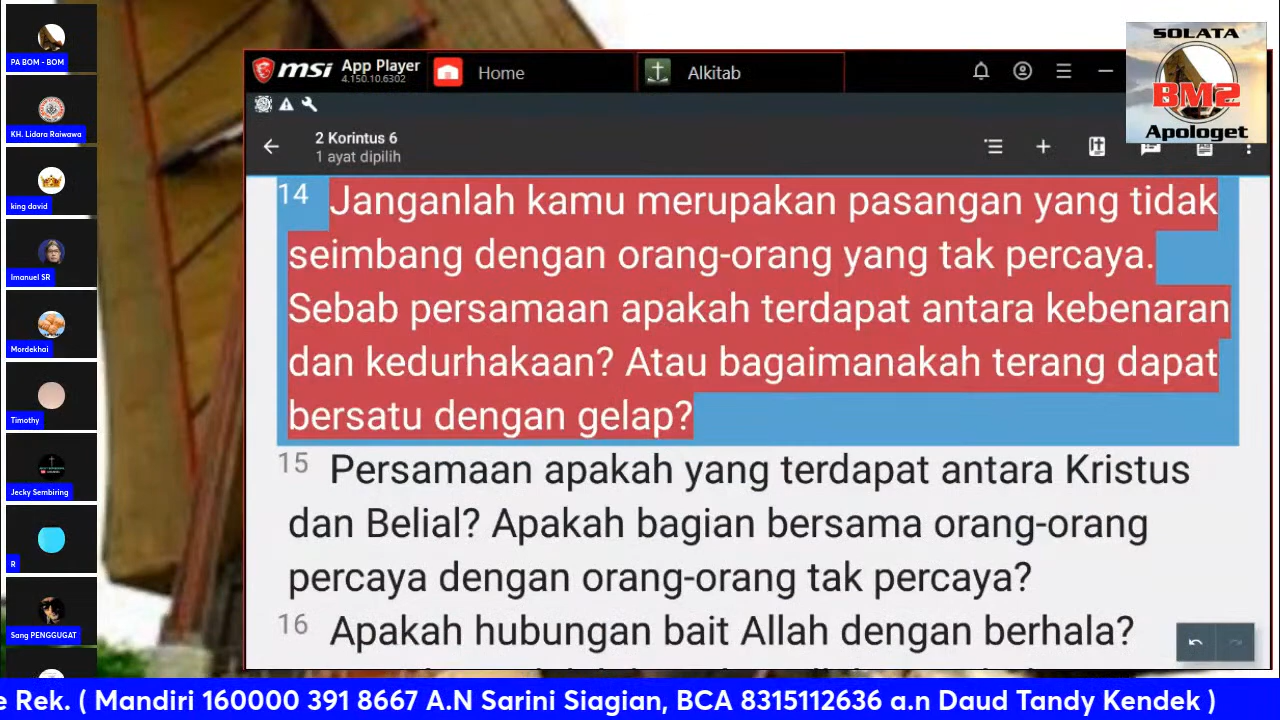 PA BOM - BOM
KH. Lidara Raiwawa
king david
Imanuel SR
Mordekhai
Timothy
Jecky Sembiring
R
Sang PENGGUGAT
msi App Player
4.150.10.6302
Home
Alkitab
SOLATA
BM2
Apologet
2 Korintus 6
1 ayat dipilih
14 Janganlah kamu merupakan pasangan yang tidak
seimbang dengan orang-orang yang tak percaya.
Sebab persamaan apakah terdapat antara kebenaran
dan kedurhakaan? Atau bagaimanakah terang dapat
bersatu dengan gelap?
15 Persamaan apakah yang terdapat antara Kristus
dan Belial? Apakah bagian bersama orang-orang
percaya dengan orang-orang tak percaya?
16 Apakah hubungan bait Allah dengan berhala?
e Rek. ( Mandiri 160000 391 8667 A.N Sarini Siagian, BCA 8315112636 a.n Daud Tandy Kendek )